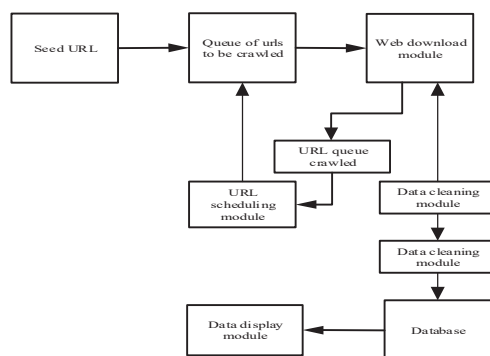 Seed URL
Queue of urls
to be crawled
Web download
module
URL queue
crawled
URL
scheduling
module
Data cleaning
module
Data cleaning
module
Data display
module
Database